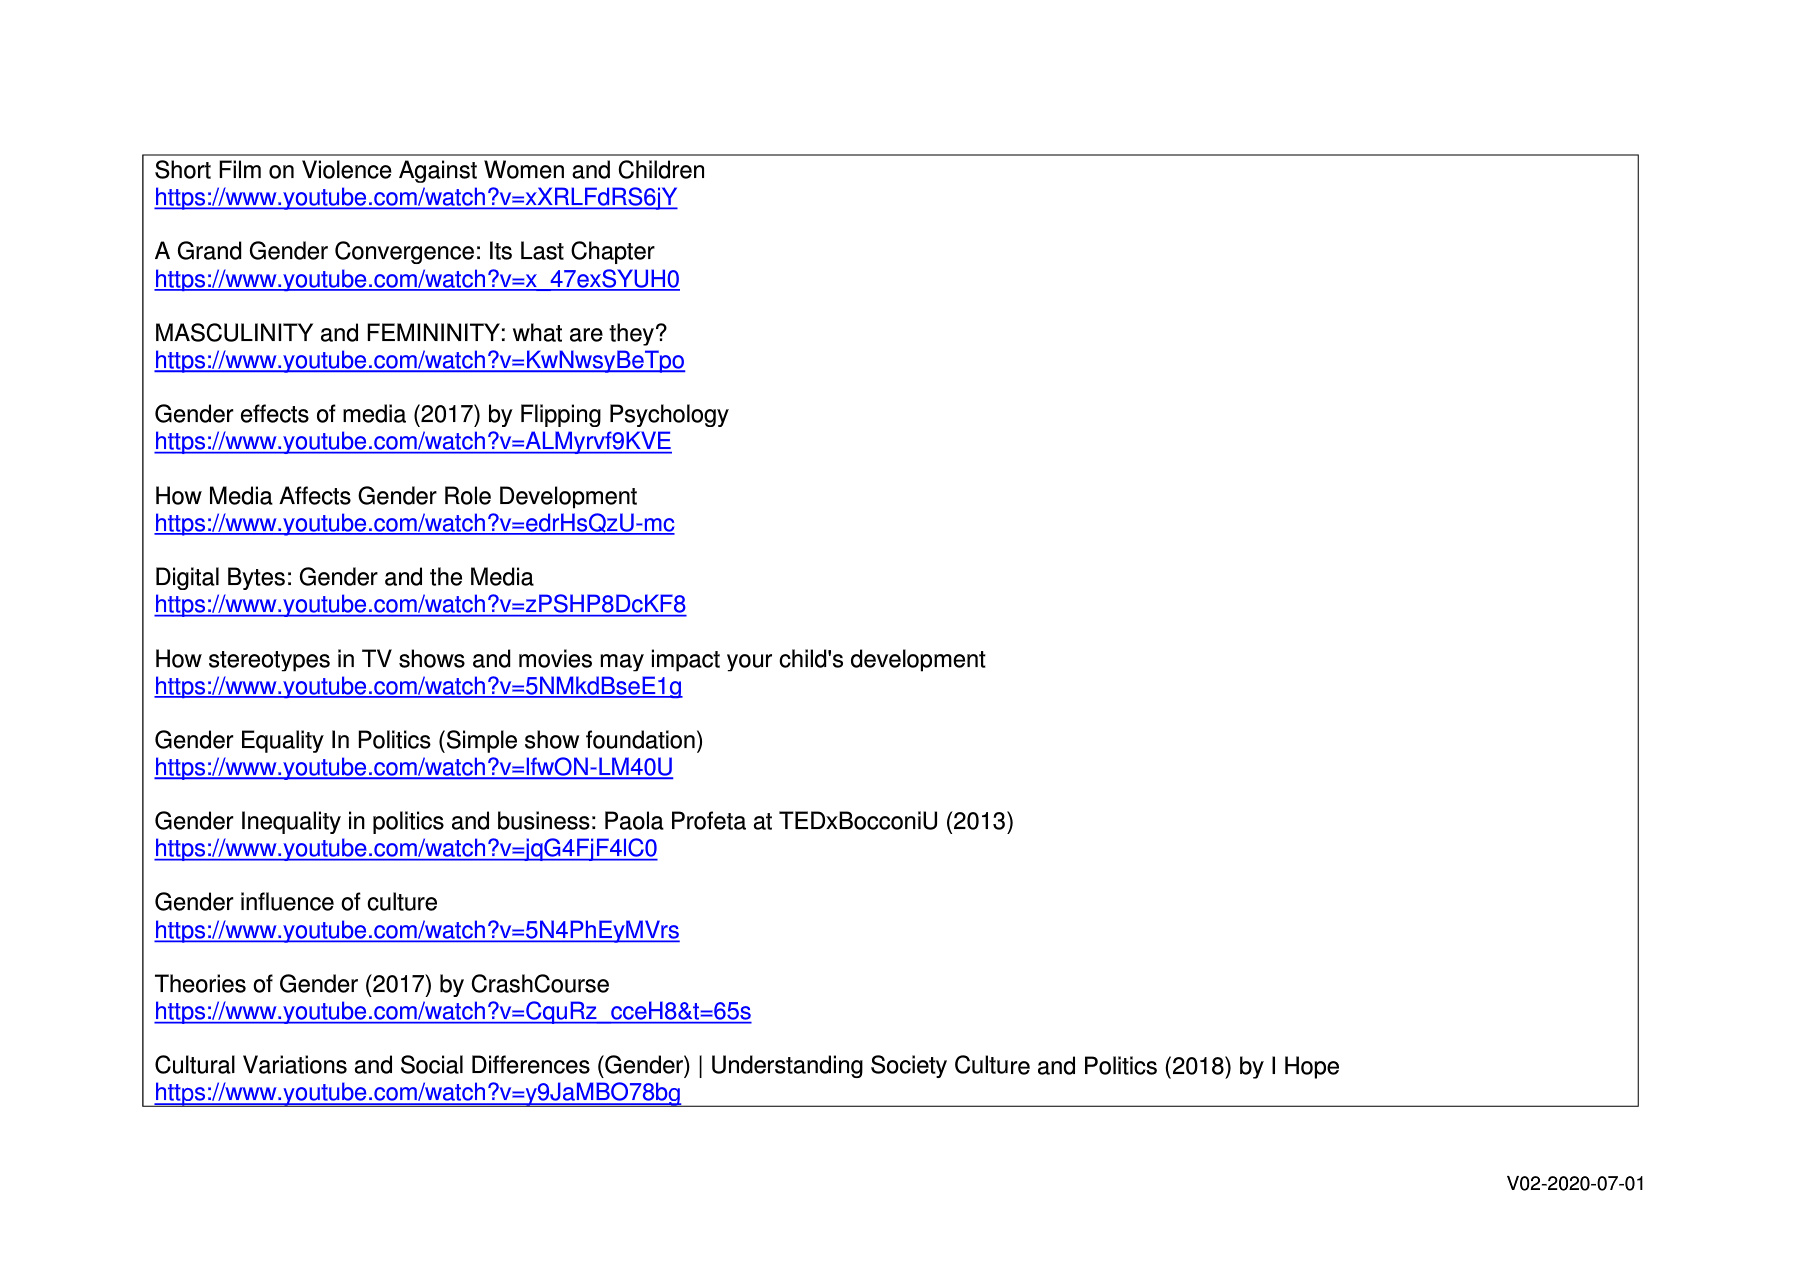 Short Film on Violence Against Women and Children
https://www.youtube.com/watch?v=xXRLFdRS6jY
A Grand Gender Convergence: Its Last Chapter
https://www.youtube.com/watch?v=x_47exSYUH0
MASCULINITY and FEMININITY: what are they?
https://www.youtube.com/watch?v=KwNwsyBeTpo
Gender effects of media (2017) by Flipping Psychology
https://www.youtube.com/watch?v=ALMyrvf9KVE
How Media Affects Gender Role Development
https://www.youtube.com/watch?v=edrHsQzU-mc
Digital Bytes: Gender and the Media
https://www.youtube.com/watch?v=zPSHP8DcKF8
How stereotypes in TV shows and movies may impact your child's development
https://www.youtube.com/watch?v=5NMkdBseE1g
Gender Equality In Politics (Simple show foundation)
https://www.youtube.com/watch?v=lfwON-LM40U
Gender Inequality in politics and business: Paola Profeta at TEDxBocconiU (2013)
https://www.youtube.com/watch?v=jqG4FjF4lC0
Gender influence of culture
https://www.youtube.com/watch?v=5N4PhEyMVrs
Theories of Gender (2017) by CrashCourse
https://www.youtube.com/watch?v=CquRz_cceH8&t=65s
Cultural Variations and Social Differences (Gender) | Understanding Society Culture and Politics (2018) by I Hope
https://www.youtube.com/watch?v=y9JaMBO78bg
V02-2020-07-01